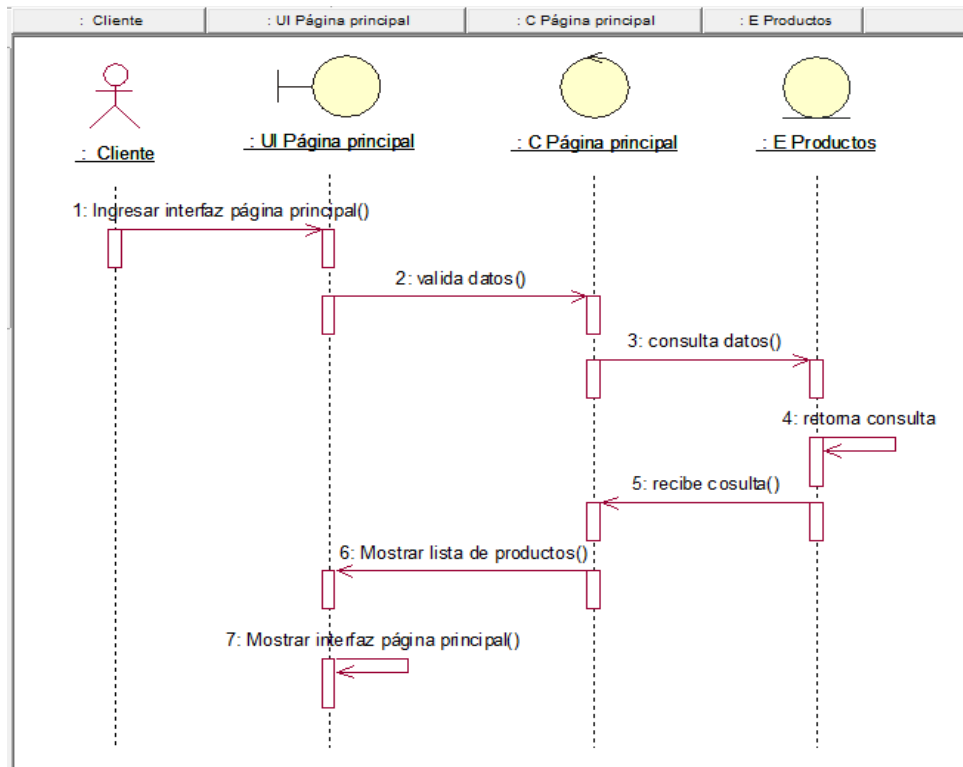 : Cliente
: UI Página principal
: C Página principal
: E Productos
: Cliente
: UI Página principal
: C Página principal
: E Productos
1: Ingresar interfaz página principal()
2: valida datos()
3: consulta datos()
4: retorna consulta
5: recibe cosulta()
6: Mostrar lista de productos()
7: Mostrar interfaz página principal()